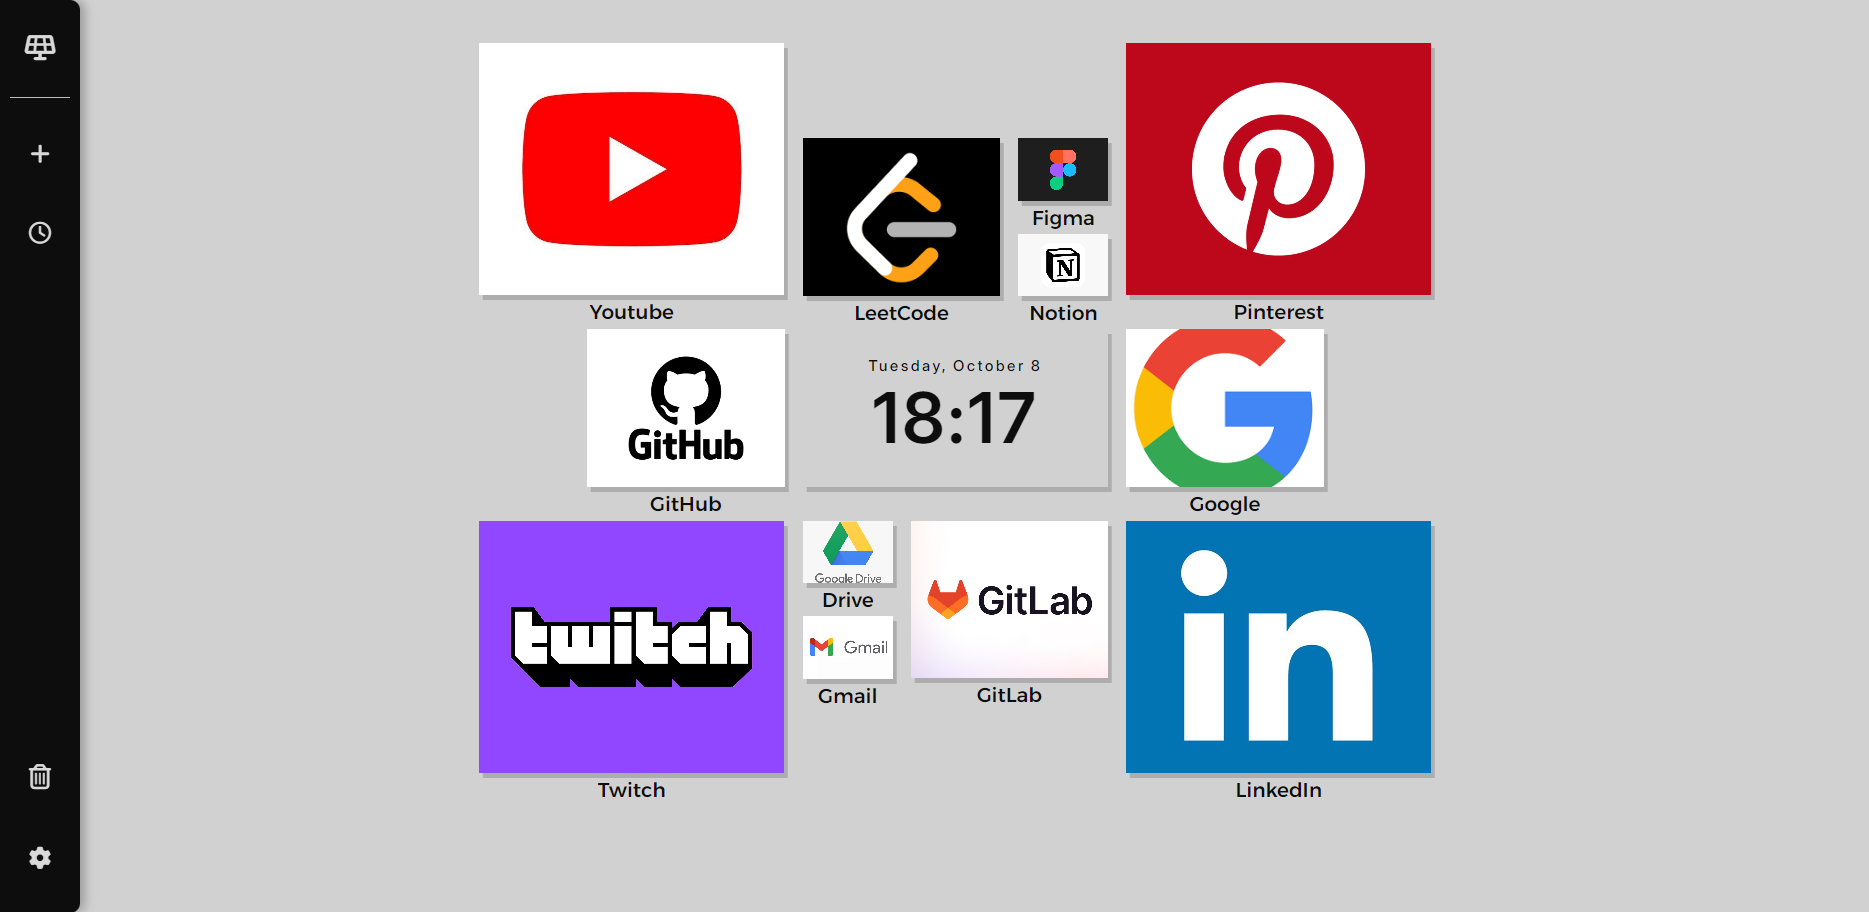 Youtube
LeetCode
Figma
N
Notion
Pinterest
GitHub
GitHub
Tuesday, October 8
18:17
Google
twitch
Twitch
Google Drive
Drive
Gmail
Gmail
GitLab
GitLab
in
LinkedIn